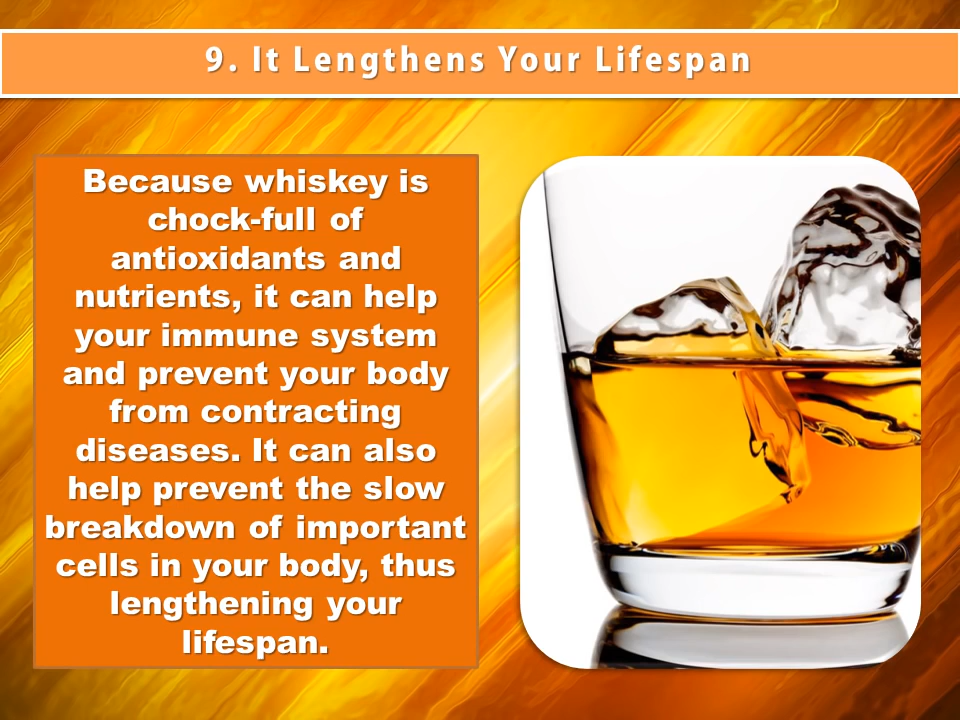 9. It Lengthens Your Lifespan
Because whiskey is
chock-full of
antioxidants and
nutrients, it can help
your immune system
and prevent your body
from contracting
diseases. It can also
help prevent the slow
breakdown of important
cells in your body, thus
lengthening your
lifespan.